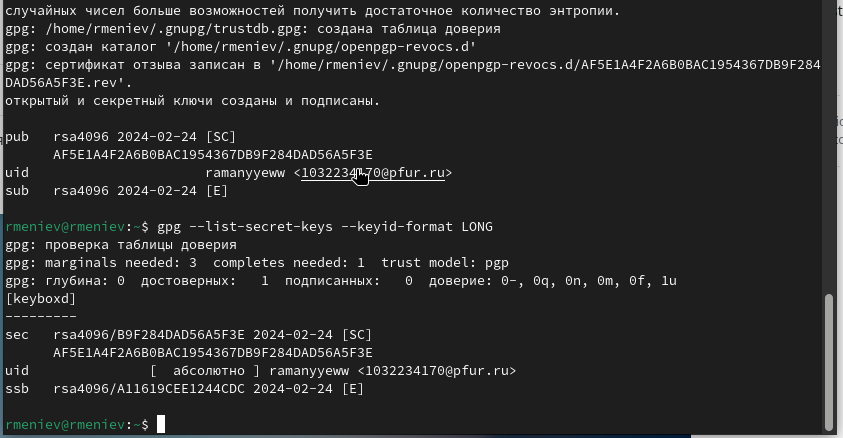 случайных чисел больше возможностей получить достаточное количество энтропии.
gpg: /home/rmeniev/.gnupg/trustdb.gpg: создана таблица доверия
gpg: создан каталог '/home/rmeniev/.gnupg/openpgp-revocs.d'
gpg: сертификат отзыва записан в '/home/rmeniev/.gnupg/openpgp-revocs.d/AF5E1A4F2A6B0BAC1954367DB9F284
DAD56A5F3E.rev'.
открытый и секретный ключи созданы и подписаны.
pub   rsa4096 2024-02-24 [SC]
      AF5E1A4F2A6B0BAC1954367DB9F284DAD56A5F3E
uid                      ramanyyeww <1032234170@pfur.ru>
sub   rsa4096 2024-02-24 [E]
rmeniev@rmeniev:~$ gpg --list-secret-keys --keyid-format LONG
gpg: проверка таблицы доверия
gpg: marginals needed: 3  completes needed: 1  trust model: pgp
gpg: глубина: 0  достоверных:   1  подписанных:   0  доверие: 0-, 0q, 0n, 0m, 0f, 1u
[keyboxd]
---------
sec   rsa4096/B9F284DAD56A5F3E 2024-02-24 [SC]
      AF5E1A4F2A6B0BAC1954367DB9F284DAD56A5F3E
uid              [  абсолютно ] ramanyyeww <1032234170@pfur.ru>
ssb   rsa4096/A11619CEE1244CDC 2024-02-24 [E]
rmeniev@rmeniev:~$